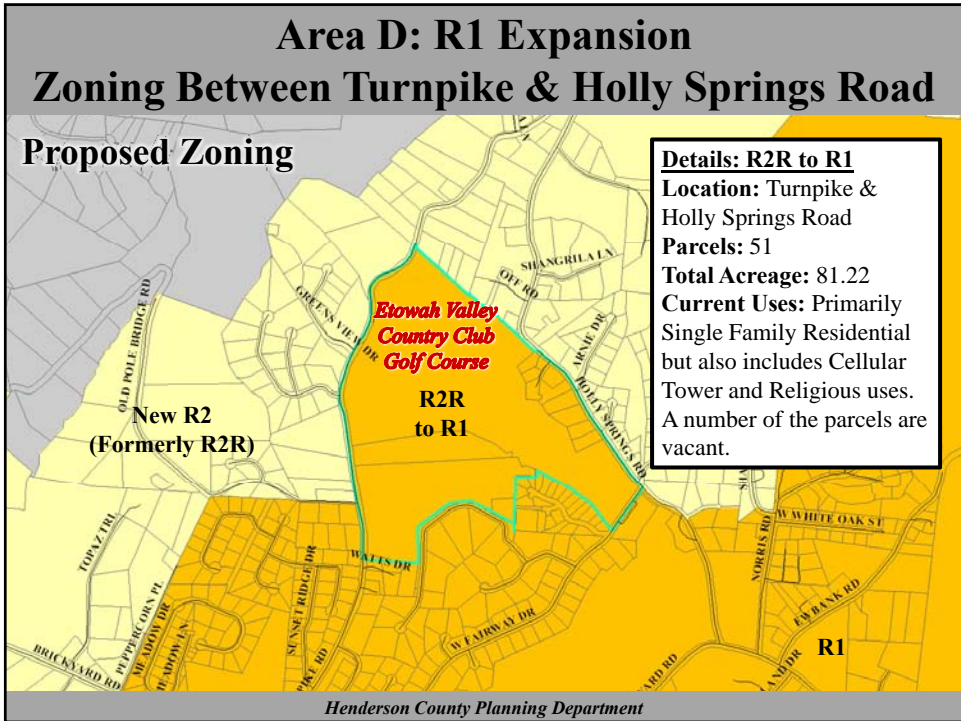 Area D: R1 Expansion
Zoning Between Turnpike & Holly Springs Road
Proposed Zoning
Details: R2R to R1
Location: Turnpike &
Holly Springs Road
Parcels: 51
Total Acreage: 81.22
Current Uses: Primarily
Single Family Residential
but also includes Cellular
Tower and Religious uses.
A number of the parcels are
vacant.
SHANGRILA LN
OFF RD
GREENS VIEW DR
Etowah Valley
Country Club
Golf Course
ARNIE DR
OLD POLE BRIDGE RD
HOLLY SPRINGS RD
R2R
to R1
New R2
(Formerly R2R)
W WHITE OAK ST
NORRIS RD
TOPAZ TRL
WATTS DR
SUNSET RIDGE DR
PEPPERCORN PL
MEADOW DR
W FAIRWAY DR
EWBANK RD
BRICKYARD RD
R1
Henderson County Planning Department